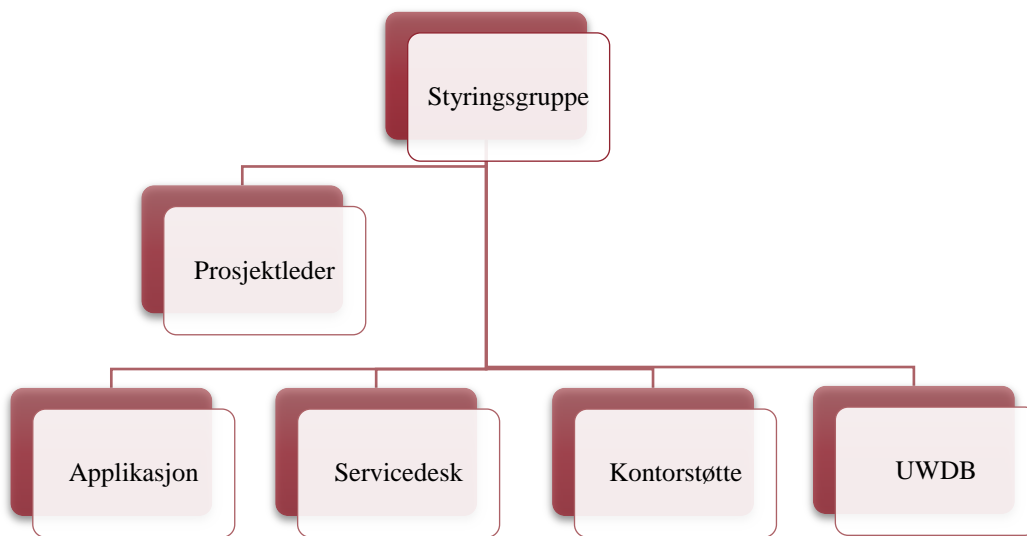 Styringsgruppe
Prosjektleder
Applikasjon
Servicedesk
Kontorstøtte
UWDB